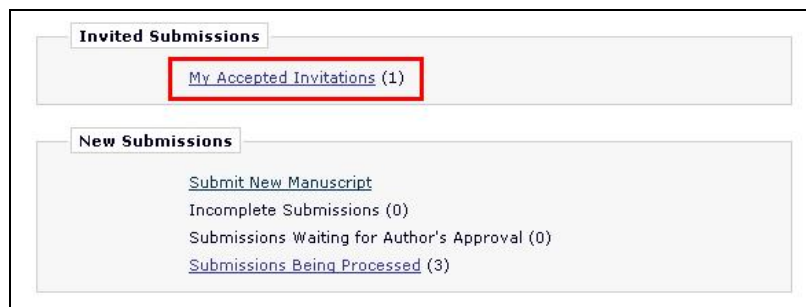 Invited Submissions
My Accepted Invitations (1)
New Submissions
Submit New Manuscript
Incomplete Submissions (0)
Submissions Waiting for Author's Approval (0)
Submissions Being Processed (3)